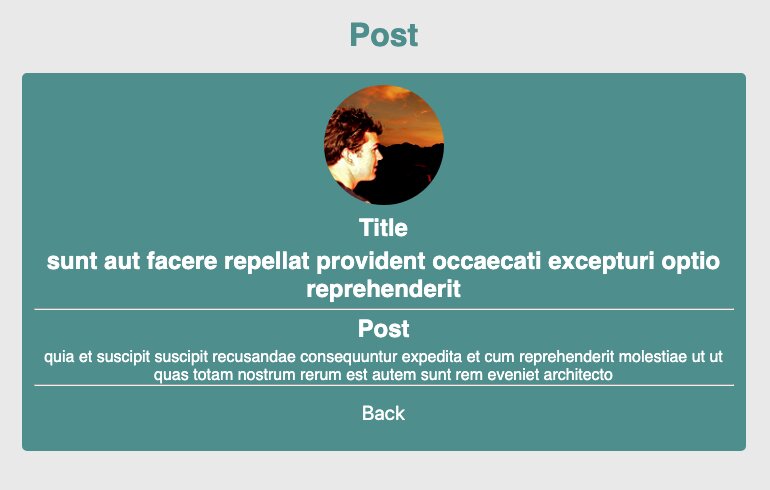 Post
Title
sunt aut facere repellat provident occaecati excepturi optio
reprehenderit
Post
quia et suscipit suscipit recusandae consequuntur expedita et cum reprehenderit molestiae ut ut
quas totam nostrum rerum est autem sunt rem eveniet architecto
Back